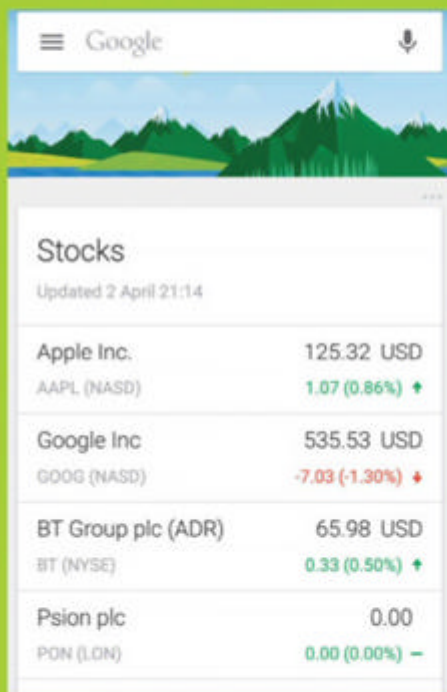 Google
Stocks
Updated 2 April 21:14
Apple Inc. 125.32 USD
AAPL (NASD) 1.07 (0.86%) ↑
Google Inc 535.53 USD
GOOG (NASD) -7.03 (-1.30%) ↓
BT Group plc (ADR) 65.98 USD
BT (NYSE) 0.33 (0.50%) ↑
Psion plc 0.00
PON (LON) 0.00 (0.00%) –